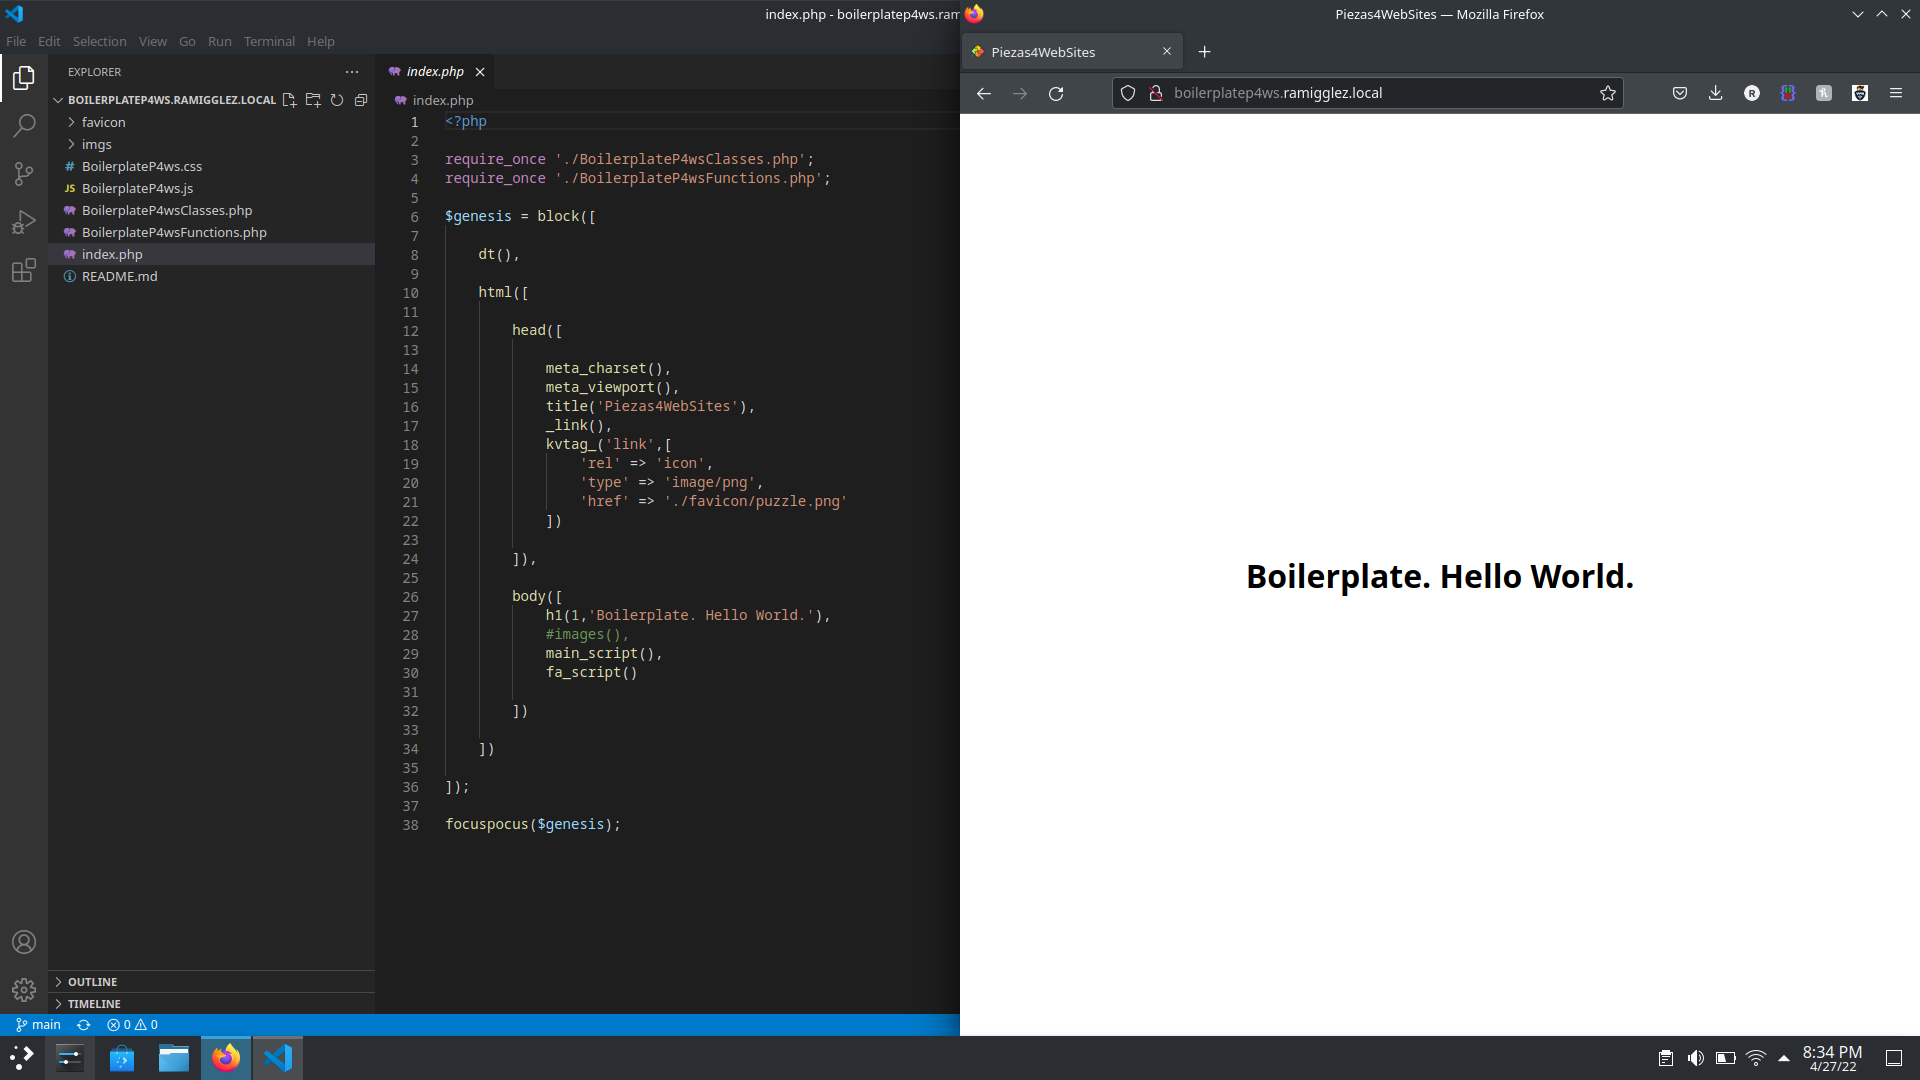 index.php - boilerplatep4ws.ram
File Edit Selection View Go Run Terminal Help
EXPLORER
BOILERPLATEP4WS.RAMIGGLEZ.LOCAL
favicon
imgs
# BoilerplateP4ws.css
JS BoilerplateP4ws.js
BoilerplateP4wsClasses.php
BoilerplateP4wsFunctions.php
index.php
README.md
OUTLINE
TIMELINE
main 0 0
index.php
index.php
1 <?php
2
3 require_once './BoilerplateP4wsClasses.php';
4 require_once './BoilerplateP4wsFunctions.php';
5
6 $genesis = block([
7
8 dt(),
9
10 html([
11
12 head([
13
14 meta_charset(),
15 meta_viewport(),
16 title('Piezas4WebSites'),
17 _link(),
18 kvtag_('link',[
19 'rel' => 'icon',
20 'type' => 'image/png',
21 'href' => './favicon/puzzle.png'
22 ])
23
24 ]),
25
26 body([
27 h1(1,'Boilerplate. Hello World.'),
28 #images(),
29 main_script(),
30 fa_script()
31
32 ])
33
34 ])
35
36 ]);
37
38 focuspocus($genesis);
Piezas4WebSites — Mozilla Firefox
Piezas4WebSites
boilerplatep4ws.ramigglez.local
Boilerplate. Hello World.
8:34 PM
4/27/22